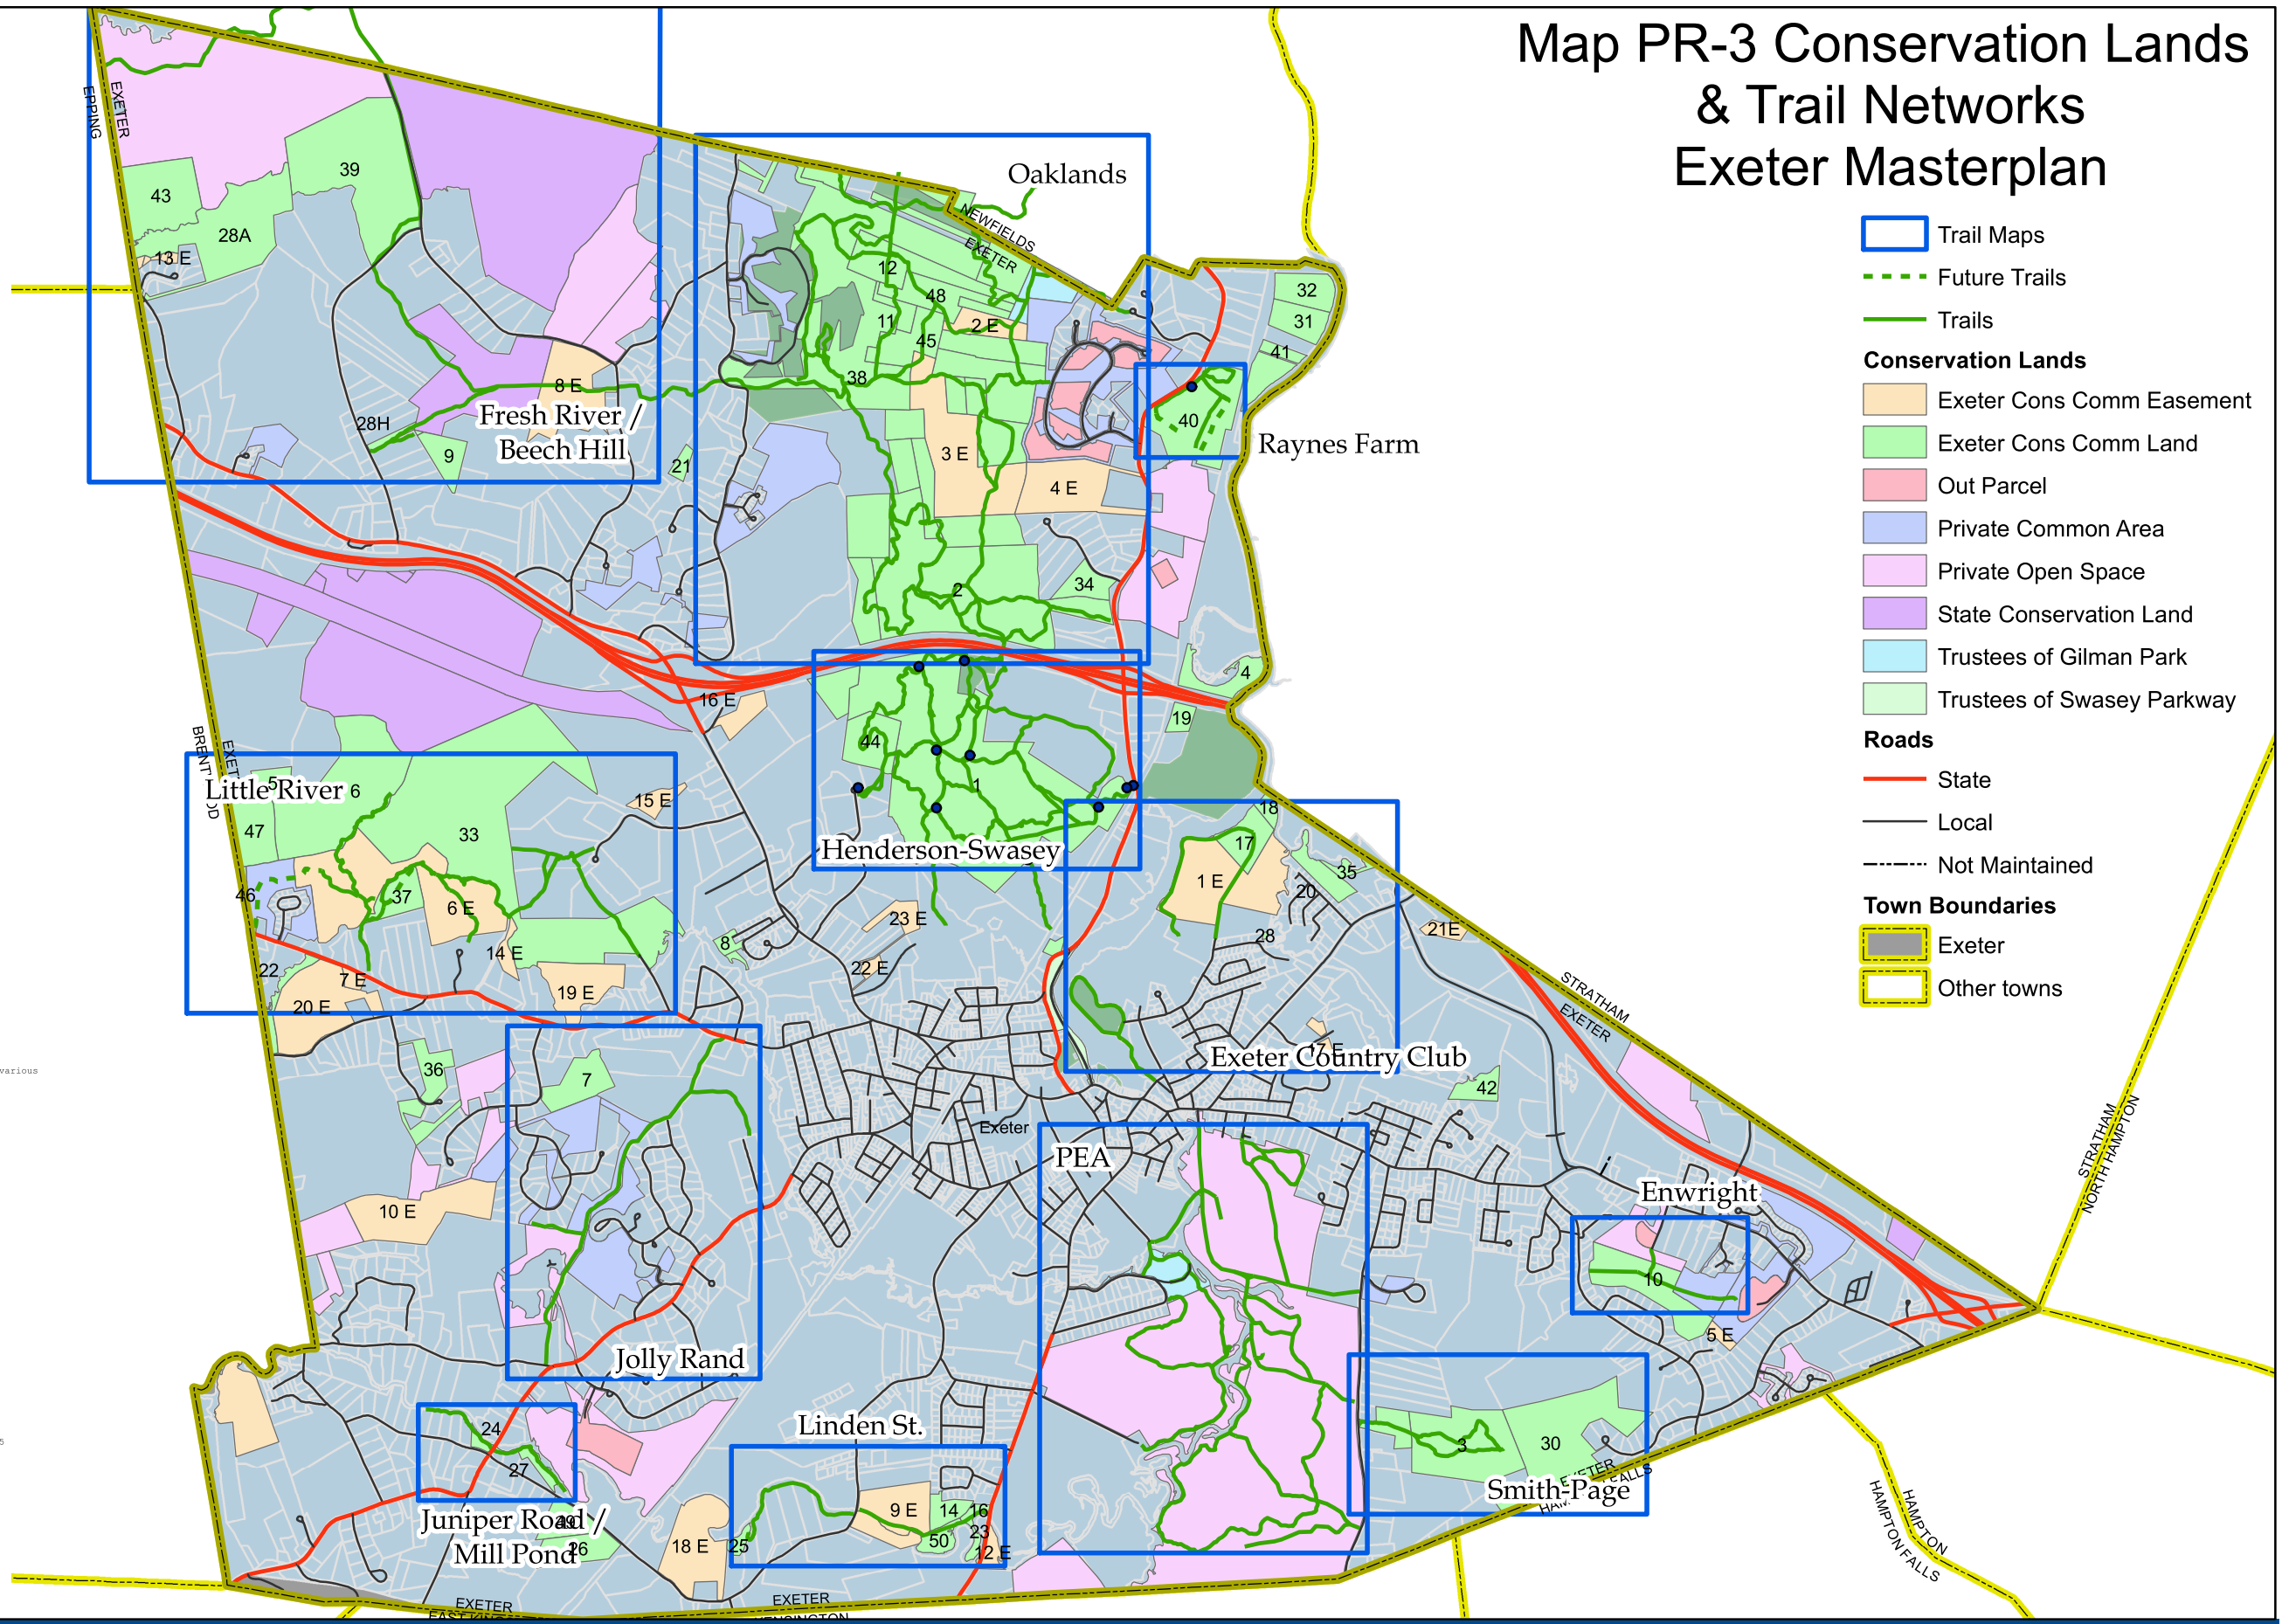 Map PR-3 Conservation Lands
& Trail Networks
Exeter Masterplan
Trail Maps
Future Trails
Trails
Conservation Lands
Exeter Cons Comm Easement
Exeter Cons Comm Land
Out Parcel
Private Common Area
Private Open Space
State Conservation Land
Trustees of Gilman Park
Trustees of Swasey Parkway
Roads
State
Local
Not Maintained
Town Boundaries
Exeter
Other towns
EPPING
EXETER
39
43
28A
13 E
8 E
Fresh River /
Beech Hill
28H
9
21
Oaklands
NEWFIELDS
EXETER
12
48
11
45
2 E
38
3 E
4 E
2
34
32
31
41
40
Raynes Farm
4
19
16 E
44
1
Henderson-Swasey
Little River
5
6
47
33
15 E
46
37
6 E
14 E
22
7 E
20 E
19 E
8
23 E
22 E
18
17
1 E
35
20
28
21E
Exeter Country Club
STRATHAM
EXETER
various
36
7
10 E
Exeter
PEA
42
STRATHAM
NORTH HAMPTON
Enwright
10
5 E
Jolly Rand
24
27
Juniper Road /
Mill Pond
49
26
Linden St.
18 E
25
9 E
14
16
23
50
12 E
3
30
Smith-Page
EXETER
HAMPTON
HAMPTON FALLS
5
EXETER
EXETER